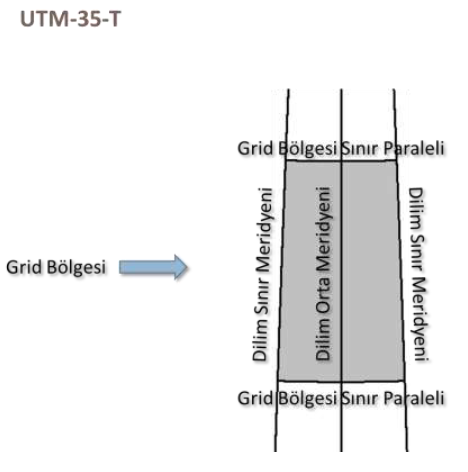 UTM-35-T
Grid Bölgesi Sınır Paraleli
Dilim Sınır Meridyeni
Dilim Orta Meridyeni
Dilim Sınır Meridyeni
Grid Bölgesi
Grid Bölgesi Sınır Paraleli